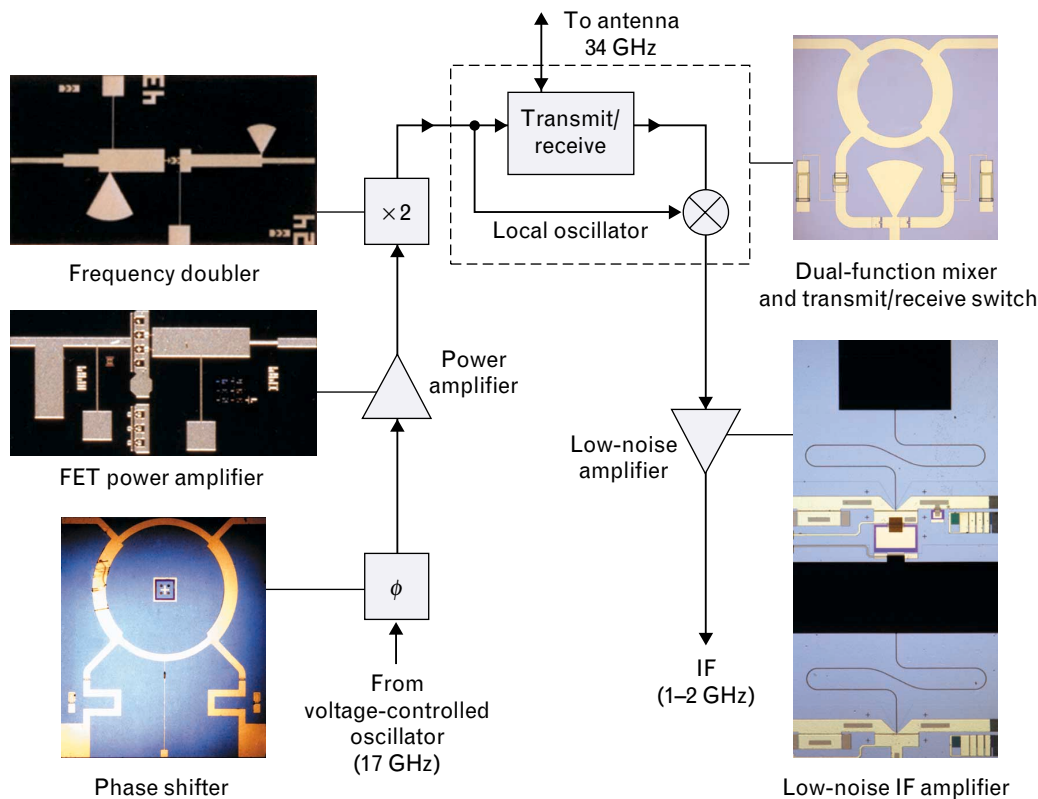 To antenna
34 GHz
Transmit/
receive
×2
Local oscillator
Frequency doubler
Dual-function mixer
and transmit/receive switch
Power
amplifier
FET power amplifier
Low-noise
amplifier
ϕ
From
voltage-controlled
oscillator
(17 GHz)
IF
(1–2 GHz)
Phase shifter
Low-noise IF amplifier